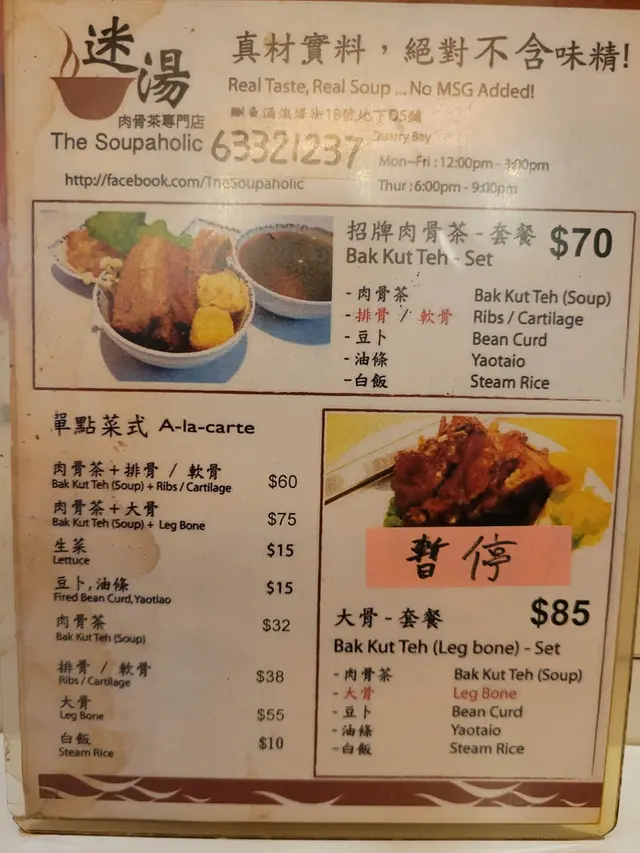 迷湯
肉骨茶專門店
The Soupaholic
真材實料，絕對不含味精!
Real Taste, Real Soup ... No MSG Added!
63321237
Quarry Bay
Mon~Fri : 12:00pm - 3:00pm
Thur : 6:00pm - 9:00pm
http://facebook.com/TheSoupaholic
招牌肉骨茶 - 套餐 $70
Bak Kut Teh - Set
- 肉骨茶 Bak Kut Teh (Soup)
- 排骨 / 軟骨 Ribs / Cartilage
- 豆卜 Bean Curd
- 油條 Yaotaio
- 白飯 Steam Rice
單點菜式 A-la-carte
肉骨茶 + 排骨 / 軟骨 $60
Bak Kut Teh (Soup) + Ribs / Cartilage
肉骨茶 + 大骨 $75
Bak Kut Teh (Soup) + Leg Bone
生菜 $15
Lettuce
豆卜,油條 $15
Fired Bean Curd, Yaotiao
肉骨茶 $32
Bak Kut Teh (Soup)
排骨 / 軟骨 $38
Ribs / Cartilage
大骨 $55
Leg Bone
白飯 $10
Steam Rice
暫停
大骨 - 套餐 $85
Bak Kut Teh (Leg bone) - Set
- 肉骨茶 Bak Kut Teh (Soup)
- 大骨 Leg Bone
- 豆卜 Bean Curd
- 油條 Yaotaio
- 白飯 Steam Rice